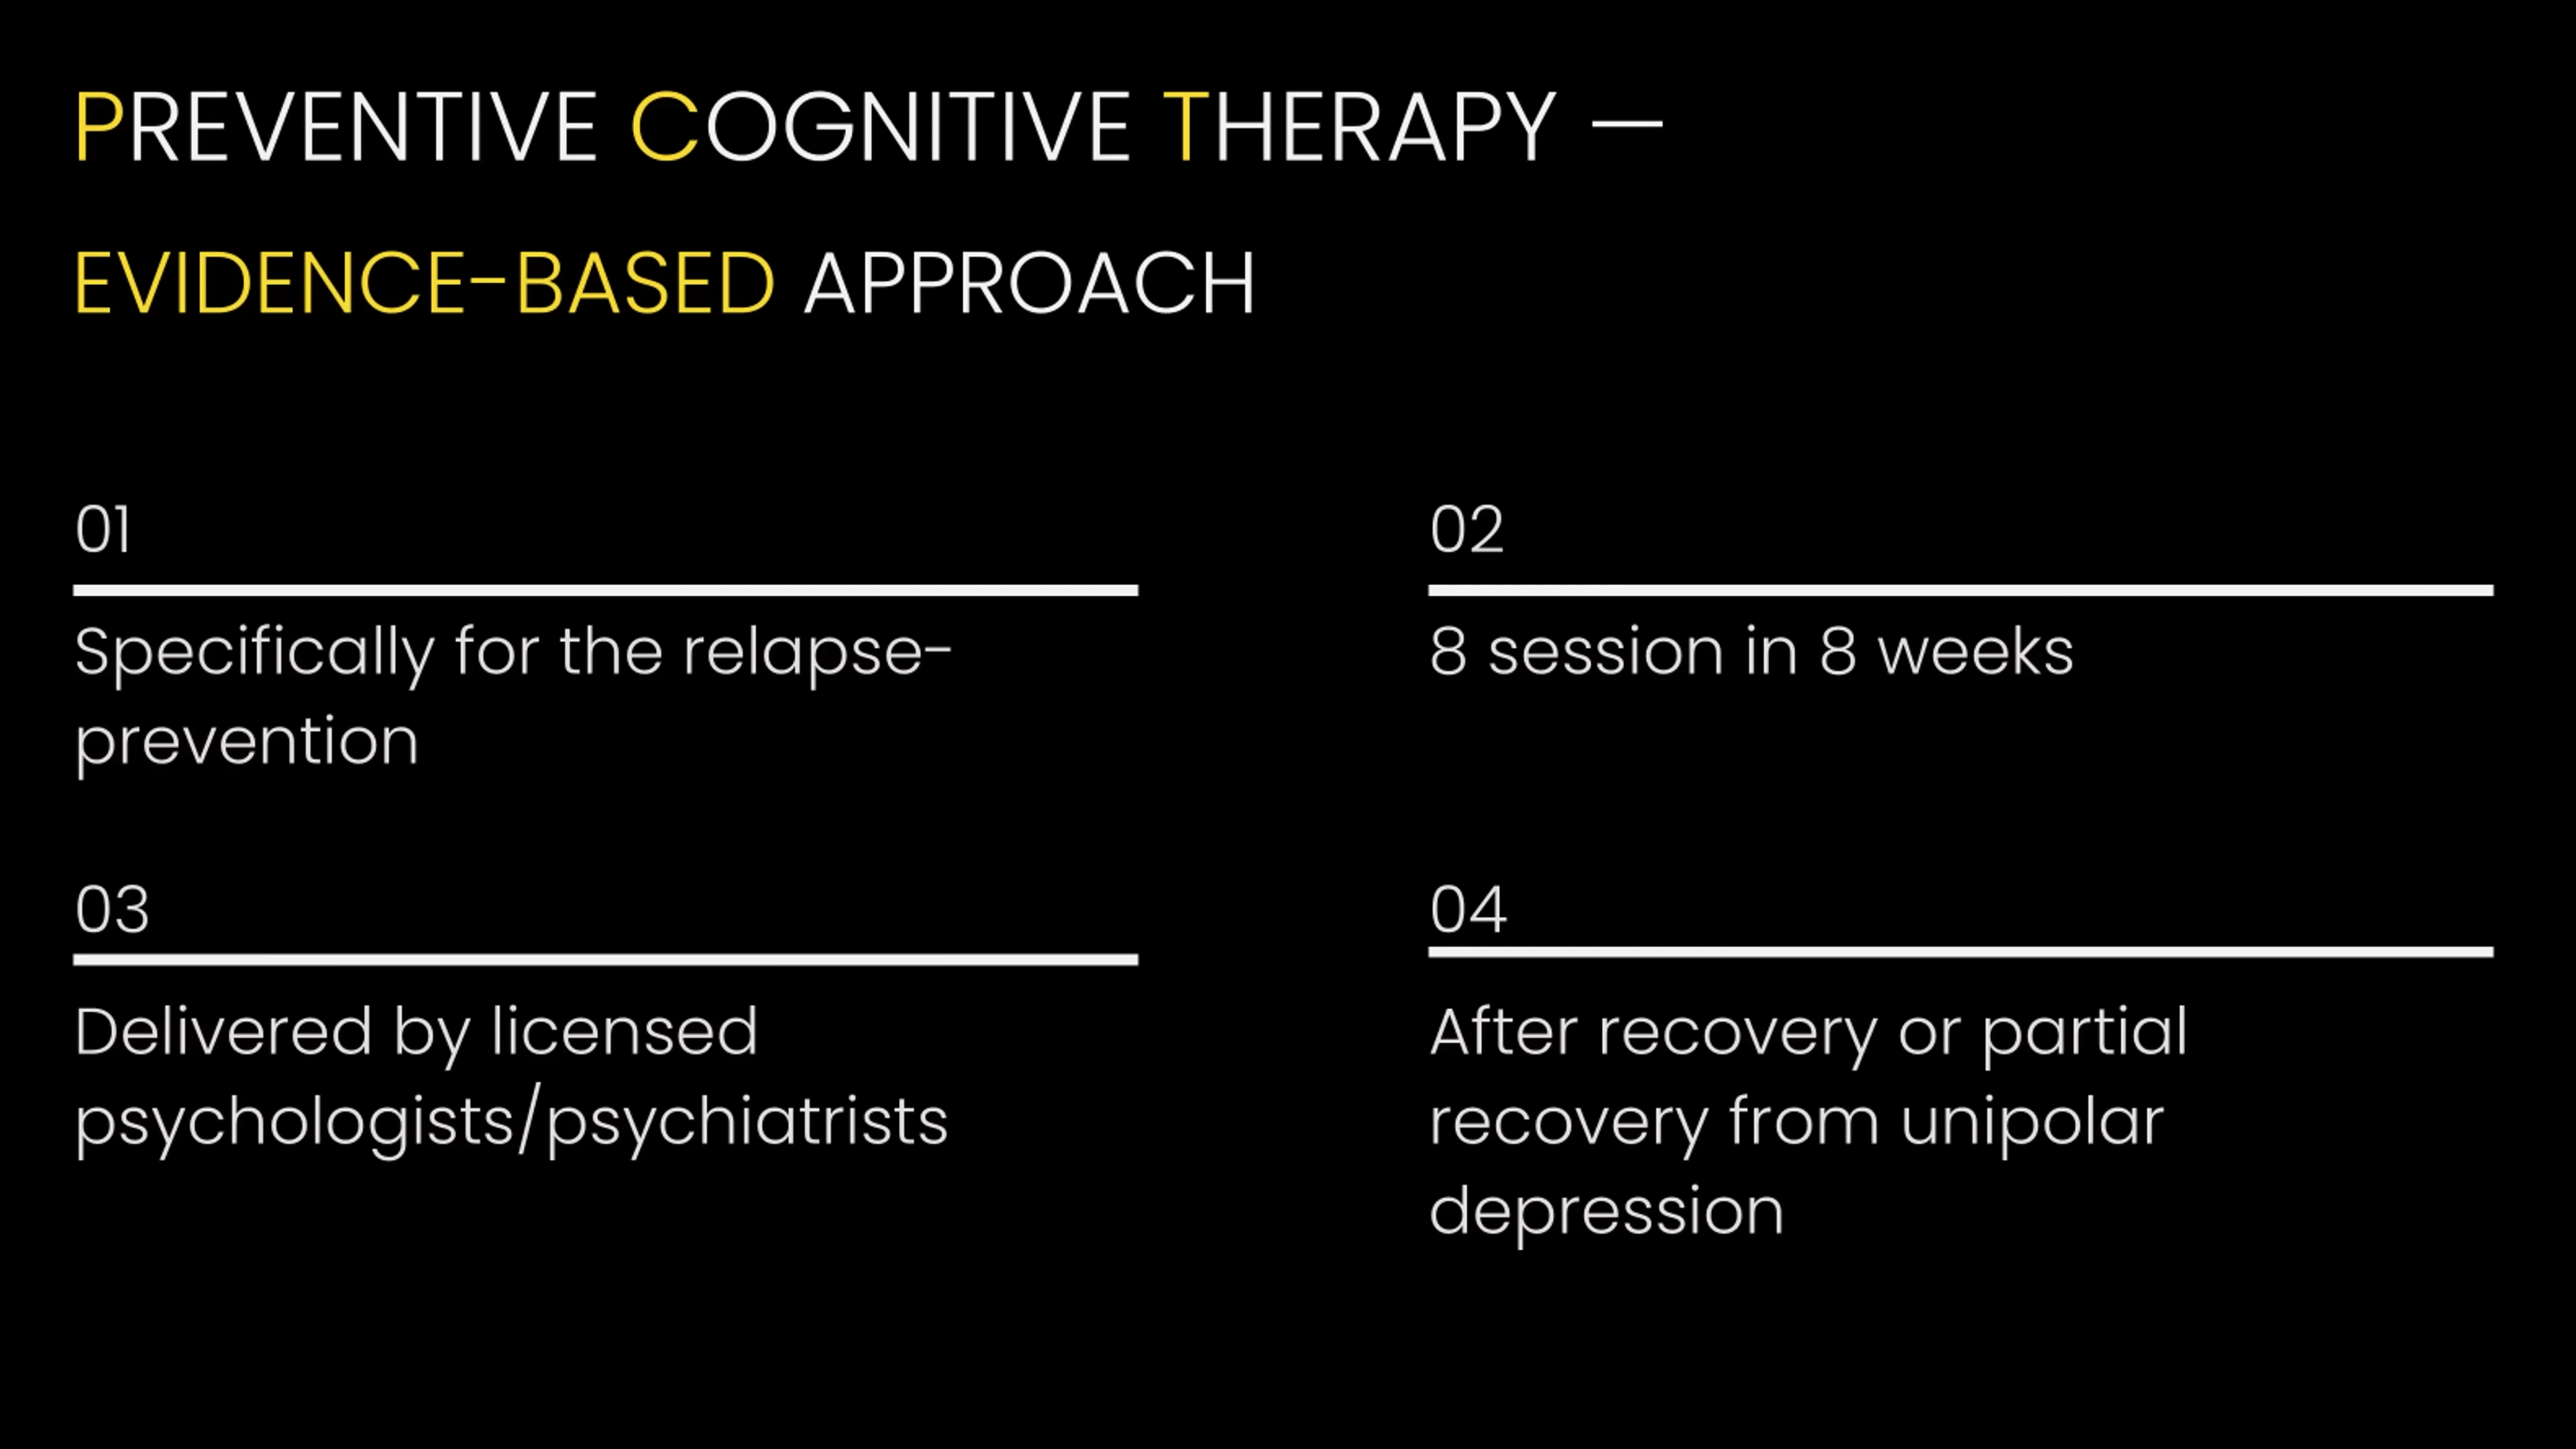 PREVENTIVE COGNITIVE THERAPY —
EVIDENCE-BASED APPROACH
01
Specifically for the relapse-
prevention
02
8 session in 8 weeks
03
Delivered by licensed
psychologists/psychiatrists
04
After recovery or partial
recovery from unipolar
depression